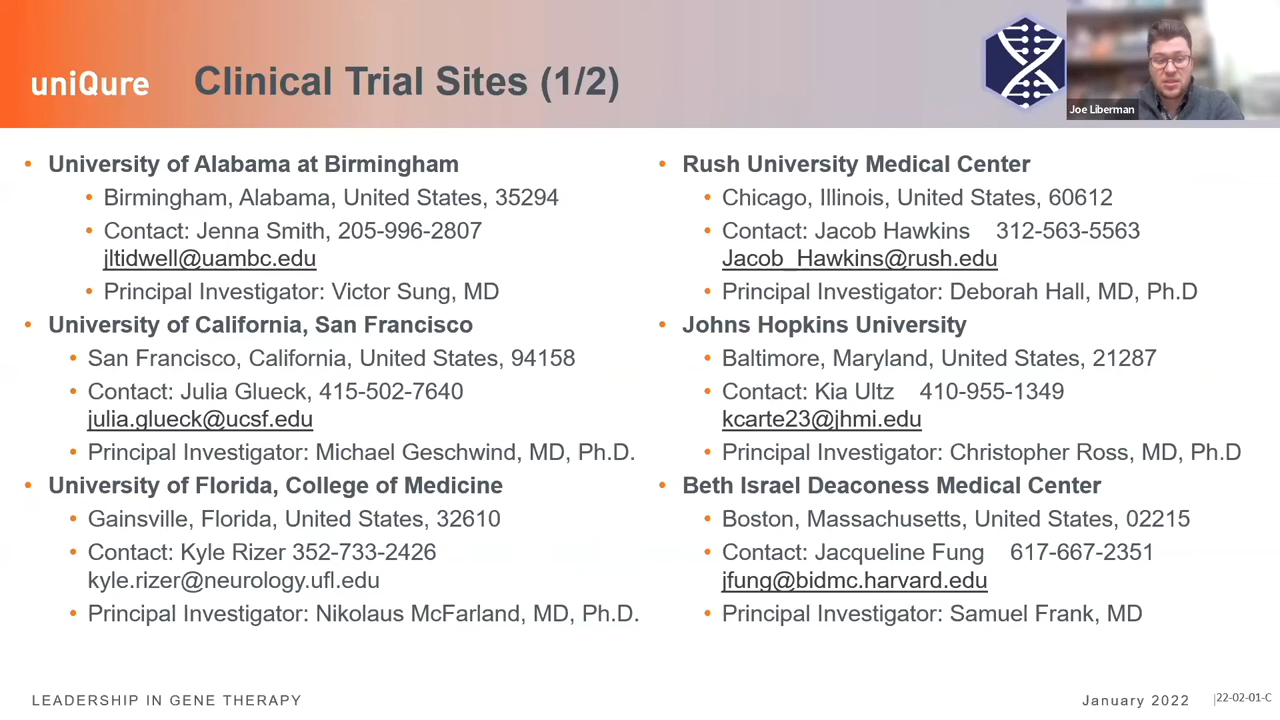 uniQure
Clinical Trial Sites (1/2)
Joe Liberman
• University of Alabama at Birmingham
• Birmingham, Alabama, United States, 35294
• Contact: Jenna Smith, 205-996-2807
jltidwell@uambc.edu
• Principal Investigator: Victor Sung, MD
• University of California, San Francisco
• San Francisco, California, United States, 94158
• Contact: Julia Glueck, 415-502-7640
julia.glueck@ucsf.edu
• Principal Investigator: Michael Geschwind, MD, Ph.D.
• University of Florida, College of Medicine
• Gainsville, Florida, United States, 32610
• Contact: Kyle Rizer 352-733-2426
kyle.rizer@neurology.ufl.edu
• Principal Investigator: Nikolaus McFarland, MD, Ph.D.
• Rush University Medical Center
• Chicago, Illinois, United States, 60612
• Contact: Jacob Hawkins 312-563-5563
Jacob_Hawkins@rush.edu
• Principal Investigator: Deborah Hall, MD, Ph.D
• Johns Hopkins University
• Baltimore, Maryland, United States, 21287
• Contact: Kia Ultz 410-955-1349
kcarte23@jhmi.edu
• Principal Investigator: Christopher Ross, MD, Ph.D
• Beth Israel Deaconess Medical Center
• Boston, Massachusetts, United States, 02215
• Contact: Jacqueline Fung 617-667-2351
jfung@bidmc.harvard.edu
• Principal Investigator: Samuel Frank, MD
LEADERSHIP IN GENE THERAPY
January 2022 |22-02-01-C